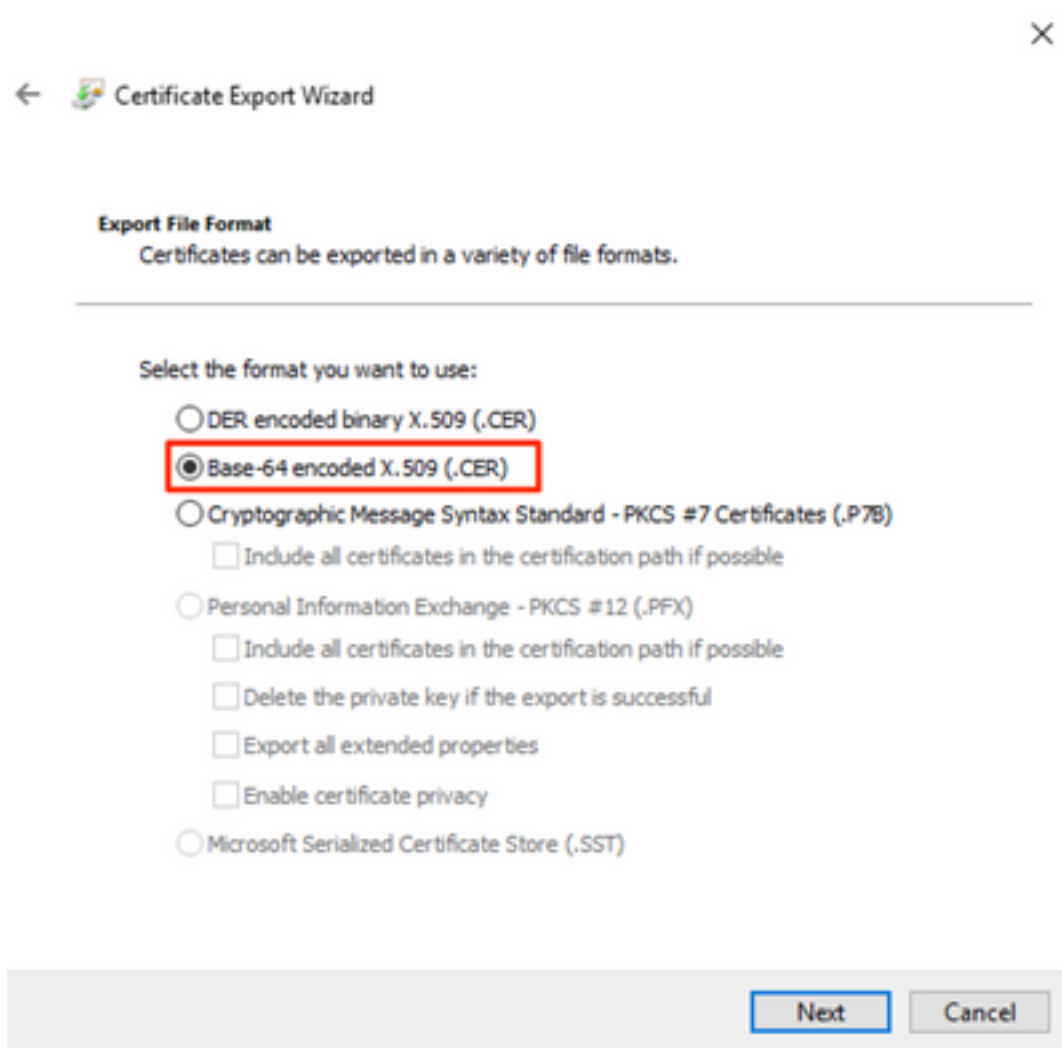 Certificate Export Wizard
Export File Format
Certificates can be exported in a variety of file formats.
Select the format you want to use:
DER encoded binary X.509 (.CER)
Base-64 encoded X.509 (.CER)
Cryptographic Message Syntax Standard - PKCS #7 Certificates (.P7B)
Include all certificates in the certification path if possible
Personal Information Exchange - PKCS #12 (.PFX)
Include all certificates in the certification path if possible
Delete the private key if the export is successful
Export all extended properties
Enable certificate privacy
Microsoft Serialized Certificate Store (.SST)
Next Cancel